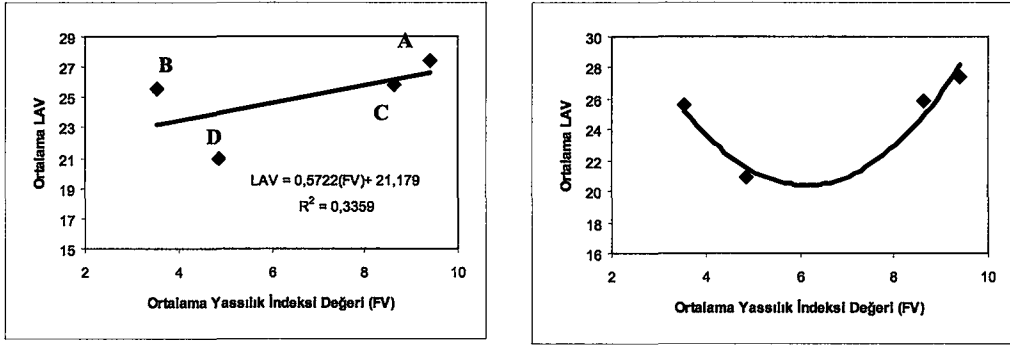 29
27
25
23
21
19
17
15
Ortalama LAV
A
B
C
D
LAV = 0,5722(FV)+ 21,179
R² = 0,3359
2 4 6 8 10
Ortalama Yassılık İndeksi Değeri (FV)
30
28
26
24
22
20
18
16
Ortalama LAV
2 4 6 8 10
Ortalama Yassılık İndeksi Değeri (FV)